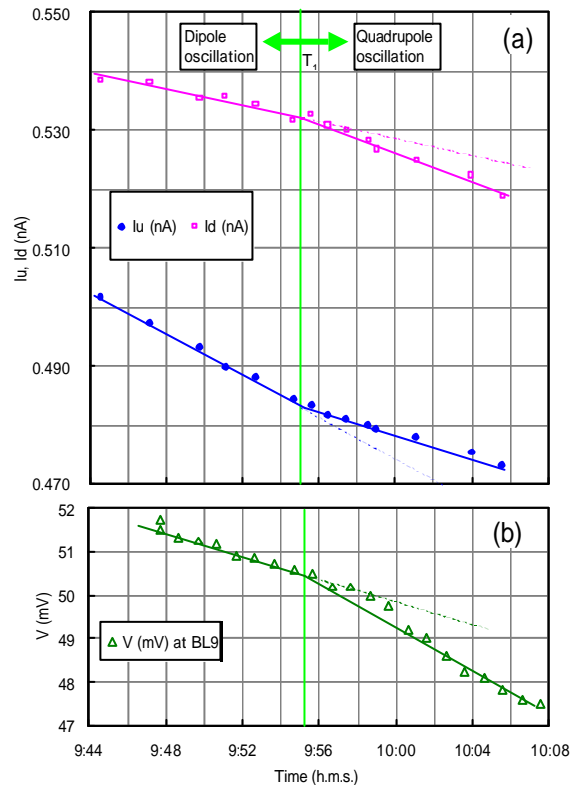 0.550
Dipole
oscillation
Quadrupole
oscillation
(a)
T1
0.530
Iu (nA) Id (nA)
0.510
Iu, Id (nA)
0.490
0.470
52
(b)
51
50
V (mV)
49
V (mV) at BL9
48
47
9:44 9:48 9:52 9:56 10:00 10:04 10:08
Time (h.m.s.)